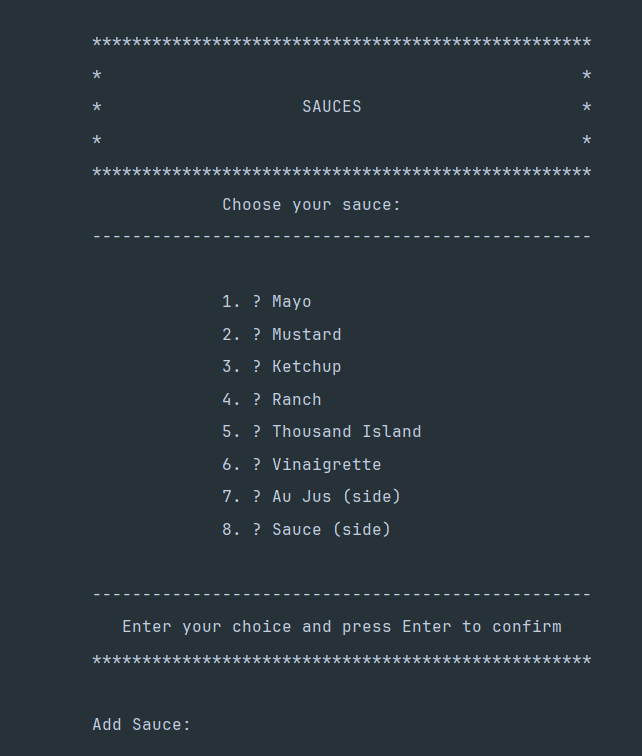 **************************************************
* *
* SAUCES *
* *
**************************************************
Choose your sauce:
--------------------------------------------------
1. ? Mayo
2. ? Mustard
3. ? Ketchup
4. ? Ranch
5. ? Thousand Island
6. ? Vinaigrette
7. ? Au Jus (side)
8. ? Sauce (side)
--------------------------------------------------
Enter your choice and press Enter to confirm
**************************************************
Add Sauce: